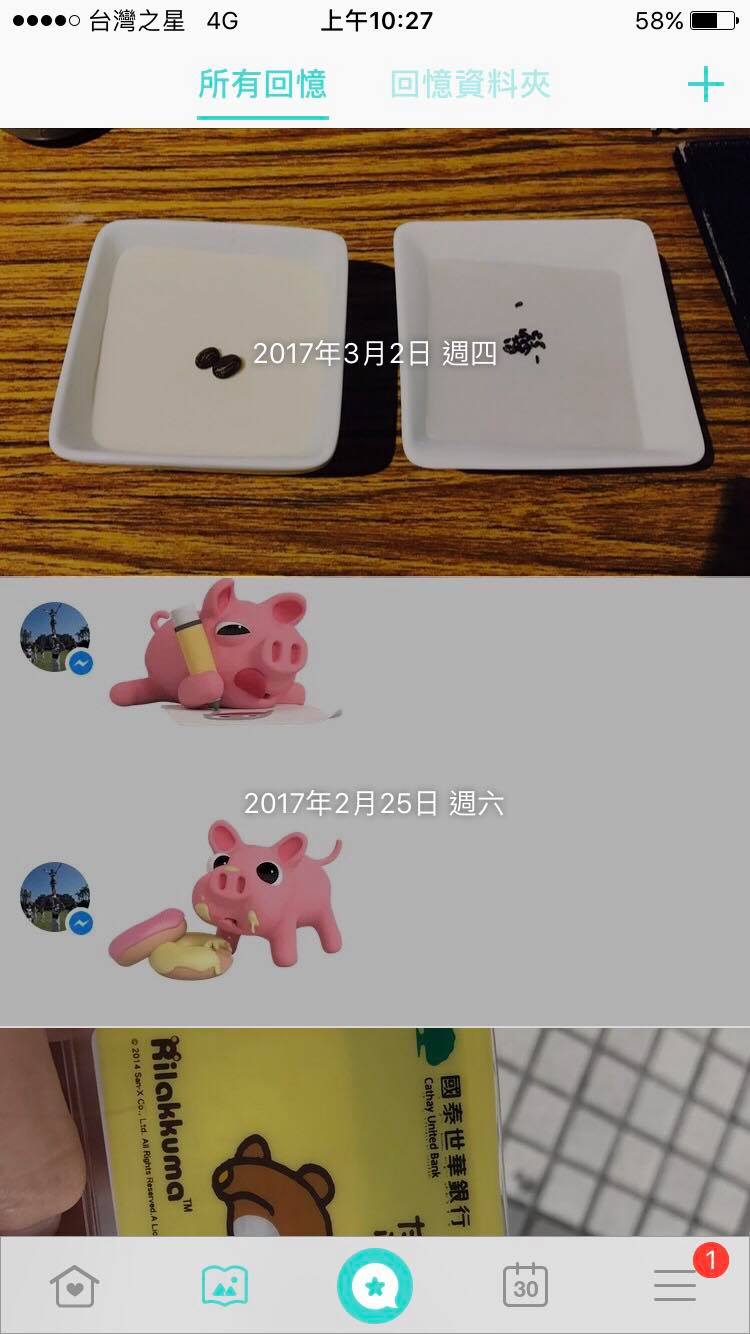 台灣之星 4G 上午10:27 58%
所有回憶 回憶資料夾
2017年3月2日 週四
2017年2月25日 週六
Rilakkuma™
© 2014 San-X Co., Ltd. All Rights Reserved.
國泰世華銀行
Cathay United Bank
30
1